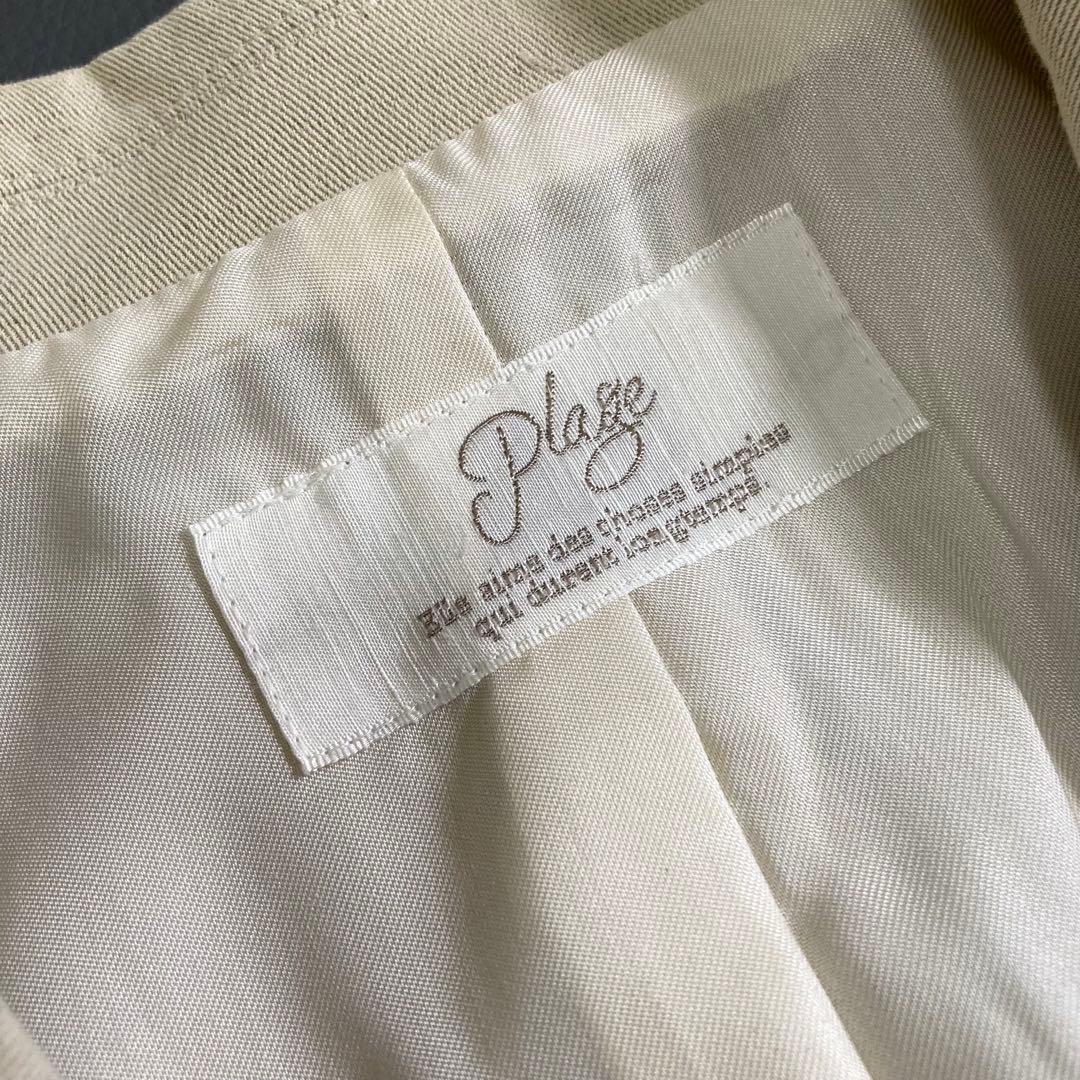 Plage
Elle aime des choses simples
qui durent longtemps.